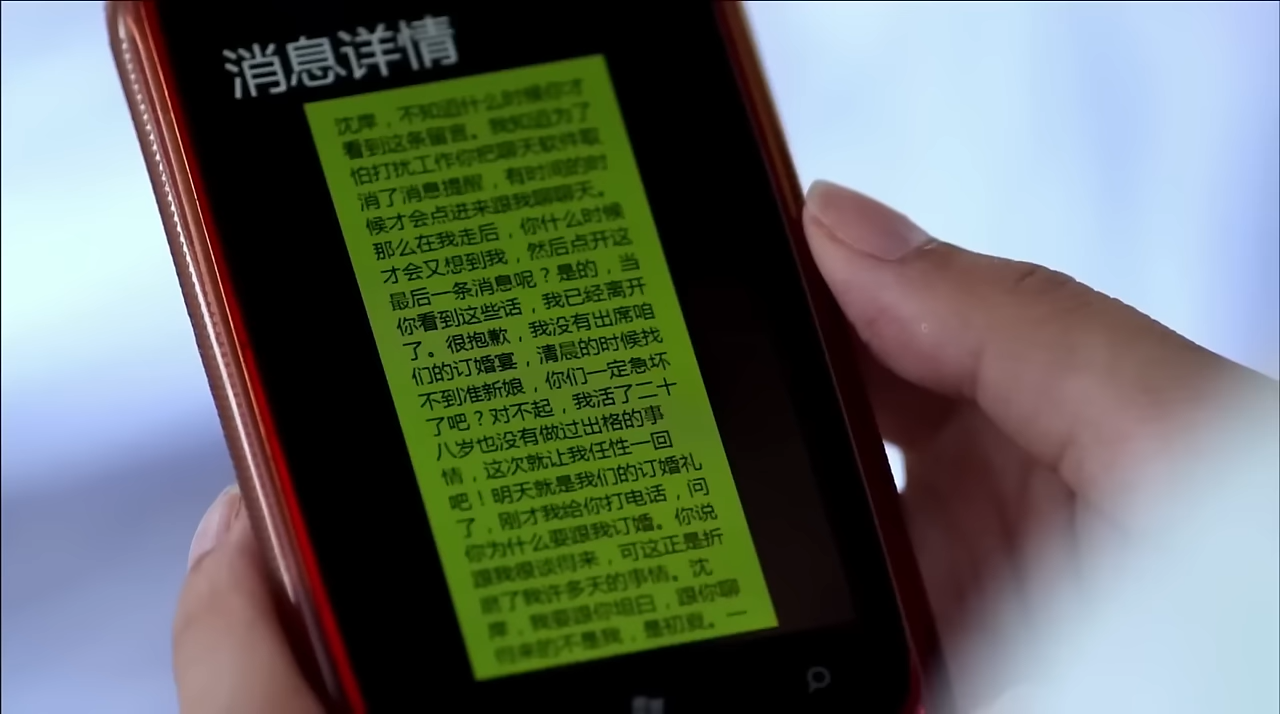 消息详情
沈岸，不知道什么时候你才
看到这条留言。我知道为了
怕打扰工作你把聊天软件取
消了消息提醒，有时间的时
候才会点进来跟我聊聊天。
那么在我走后，你什么时候
才会又想到我，然后点开这
最后一条消息呢？是的，当
你看到这些话，我已经离开
了。很抱歉，我没有出席咱
们的订婚宴，清晨的时候找
不到准新娘，你们一定急坏
了吧？对不起，我活了二十
八岁也没有做过出格的事
情，这次就让我任性一回
吧！明天就是我们的订婚礼
了，刚才我给你打电话，问
你为什么要跟我订婚。你说
跟我很谈得来，可这正是折
磨了我许多天的事情。沈
岸，我要跟你坦白，跟你聊
得来的不是我，是初夏。一